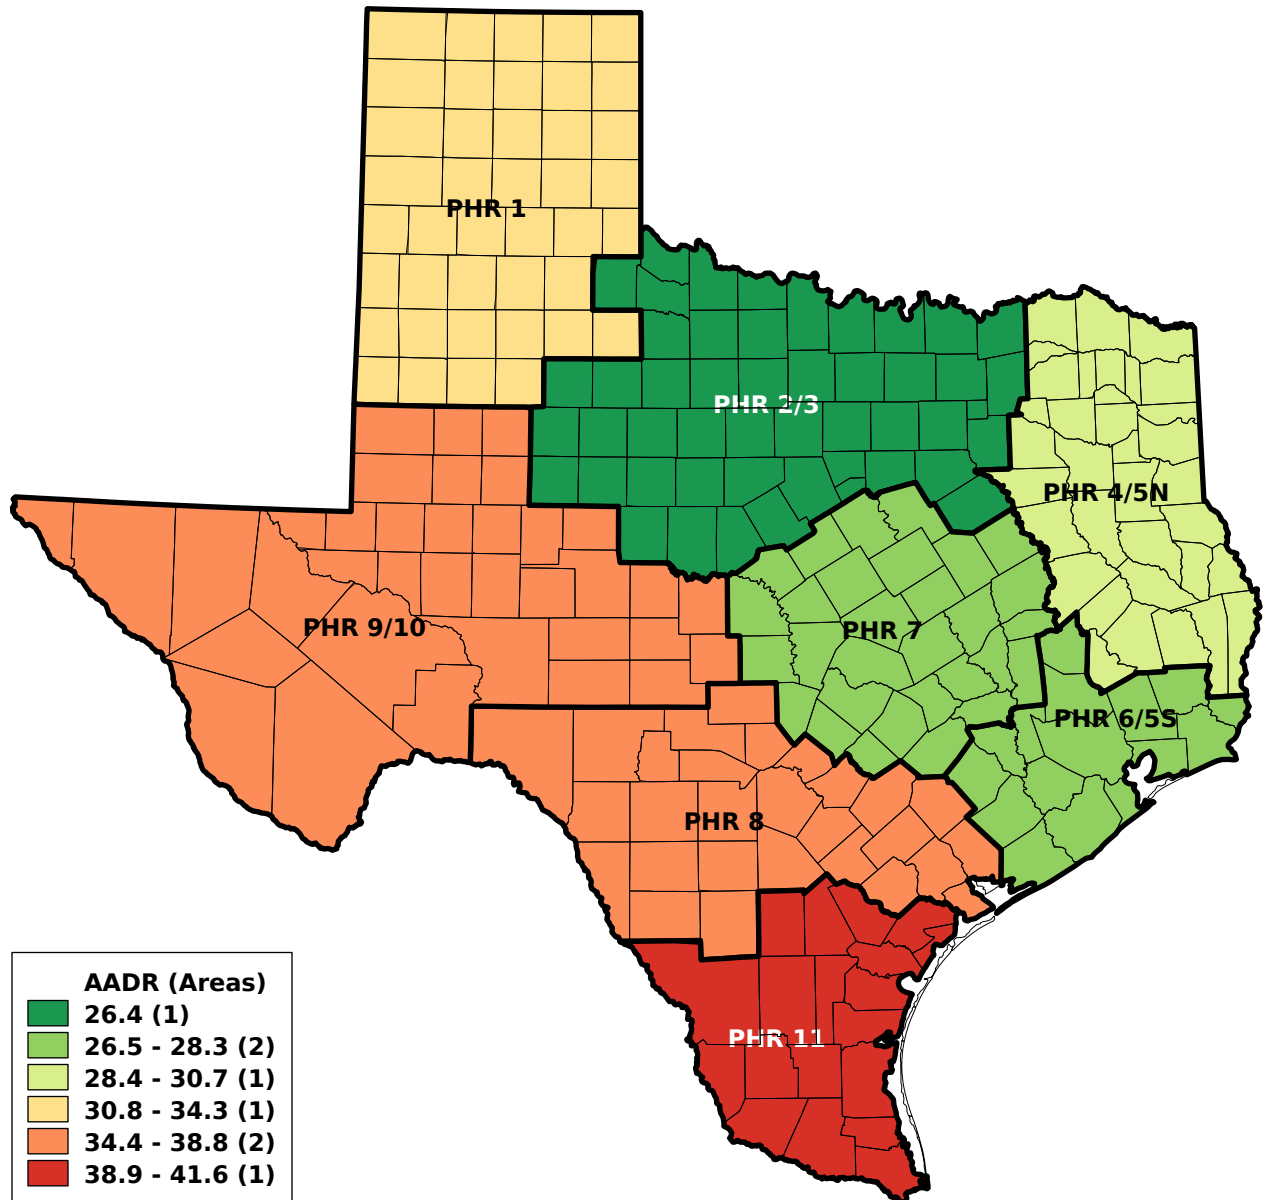 PHR 1
PHR 2/3
PHR 4/5N
PHR 9/10
PHR 7
PHR 6/5S
PHR 8
PHR 11
AADR (Areas)
26.4 (1)
26.5 - 28.3 (2)
28.4 - 30.7 (1)
30.8 - 34.3 (1)
34.4 - 38.8 (2)
38.9 - 41.6 (1)